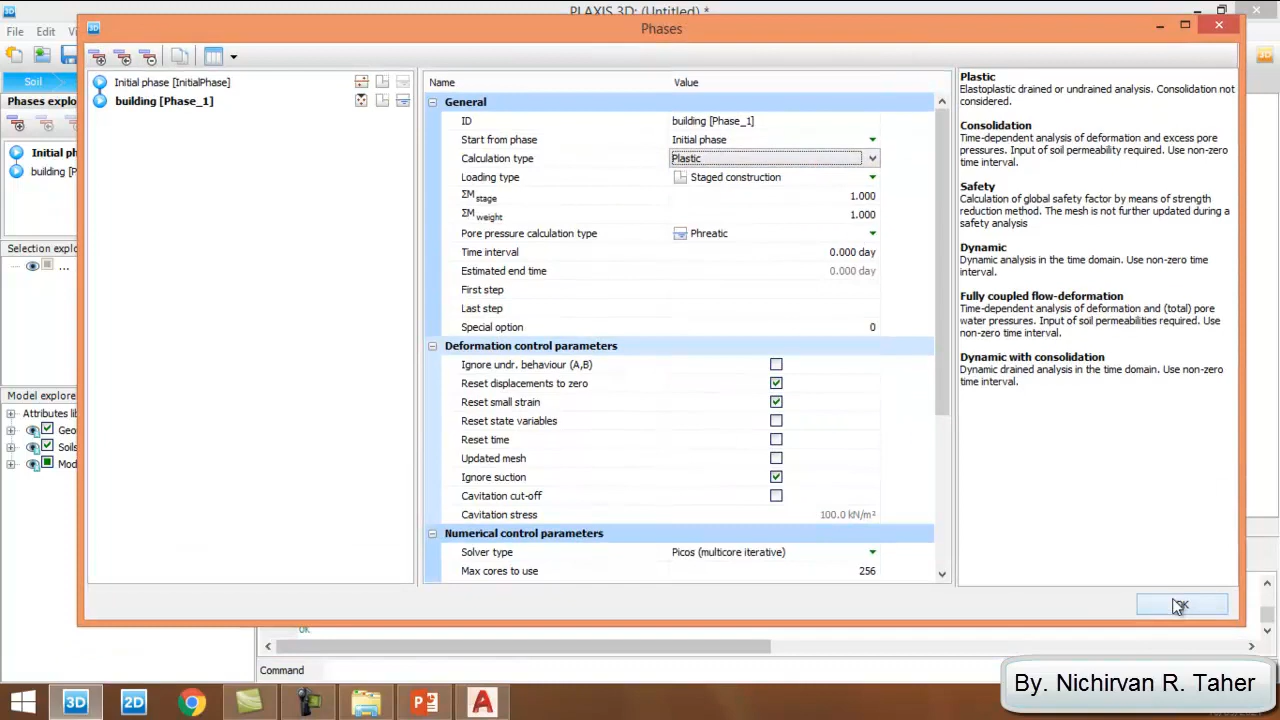 PLAXIS 3D: (Untitled) *
File Edit
Phases
Soil
Phases explo
Initial ph
building [P
Selection explo
...
Model explore
Attributes lib
Geo
Soils
Mod
Initial phase [InitialPhase]
building [Phase_1]
Name Value
General
ID building [Phase_1]
Start from phase Initial phase
Calculation type Plastic
Loading type Staged construction
ΣM stage 1.000
ΣM weight 1.000
Pore pressure calculation type Phreatic
Time interval 0.000 day
Estimated end time 0.000 day
First step
Last step
Special option 0
Deformation control parameters
Ignore undr. behaviour (A,B)
Reset displacements to zero
Reset small strain
Reset state variables
Reset time
Updated mesh
Ignore suction
Cavitation cut-off
Cavitation stress 100.0 kN/m²
Numerical control parameters
Solver type Picos (multicore iterative)
Max cores to use 256
Plastic
Elastoplastic drained or undrained analysis. Consolidation not
considered.
Consolidation
Time-dependent analysis of deformation and excess pore
pressures. Input of soil permeability required. Use non-zero
time interval.
Safety
Calculation of global safety factor by means of strength
reduction method. The mesh is not further updated during a
safety analysis
Dynamic
Dynamic analysis in the time domain. Use non-zero time
interval.
Fully coupled flow-deformation
Time-dependent analysis of deformation and (total) pore
water pressures. Input of soil permeabilities required. Use
non-zero time interval.
Dynamic with consolidation
Dynamic drained analysis in the time domain. Use non-zero
time interval.
OK
OK
Command
3D 2D
By. Nichirvan R. Taher